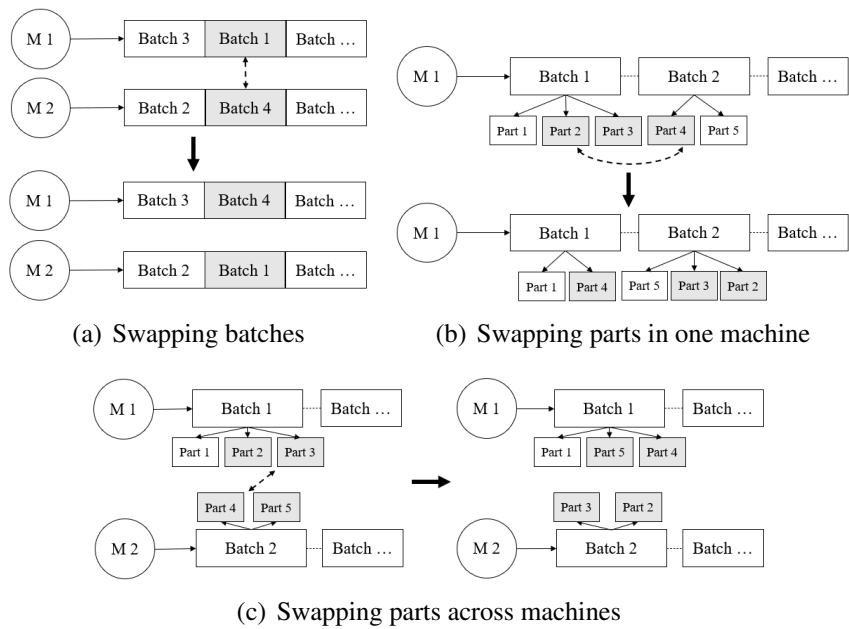 M 1 Batch 3 Batch 1 Batch ...
M 2 Batch 2 Batch 4 Batch ...
M 1 Batch 3 Batch 4 Batch ...
M 2 Batch 2 Batch 1 Batch ...
(a) Swapping batches
M 1 Batch 1 Batch 2 Batch ...
Part 1 Part 2 Part 3 Part 4 Part 5
M 1 Batch 1 Batch 2 Batch ...
Part 1 Part 4 Part 5 Part 3 Part 2
(b) Swapping parts in one machine
M 1 Batch 1 Batch ...
Part 1 Part 2 Part 3
Part 4 Part 5
M 2 Batch 2 Batch ...
M 1 Batch 1 Batch ...
Part 1 Part 5 Part 4
Part 3 Part 2
M 2 Batch 2 Batch ...
(c) Swapping parts across machines